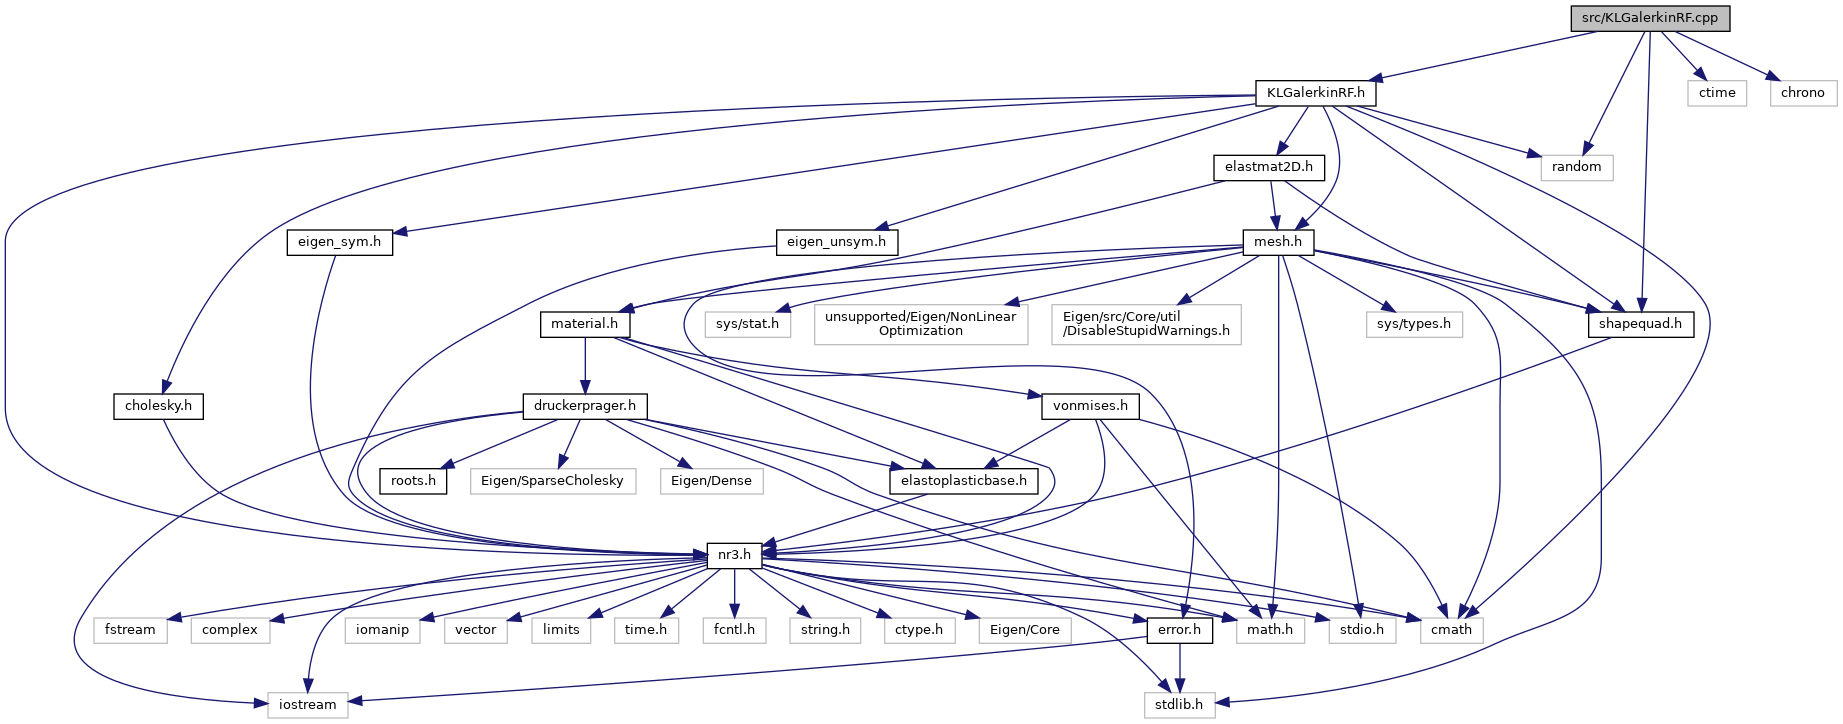 src/KLGalerkinRF.cpp
KLGalerkinRF.h
ctime
chrono
elastmat2D.h
random
eigen_sym.h
eigen_unsym.h
mesh.h
material.h
sys/stat.h
unsupported/Eigen/NonLinear
Optimization
Eigen/src/Core/util
/DisableStupidWarnings.h
sys/types.h
shapequad.h
cholesky.h
druckerprager.h
vonmises.h
roots.h
Eigen/SparseCholesky
Eigen/Dense
elastoplasticbase.h
nr3.h
fstream
complex
iomanip
vector
limits
time.h
fcntl.h
string.h
ctype.h
Eigen/Core
error.h
math.h
stdio.h
cmath
iostream
stdlib.h